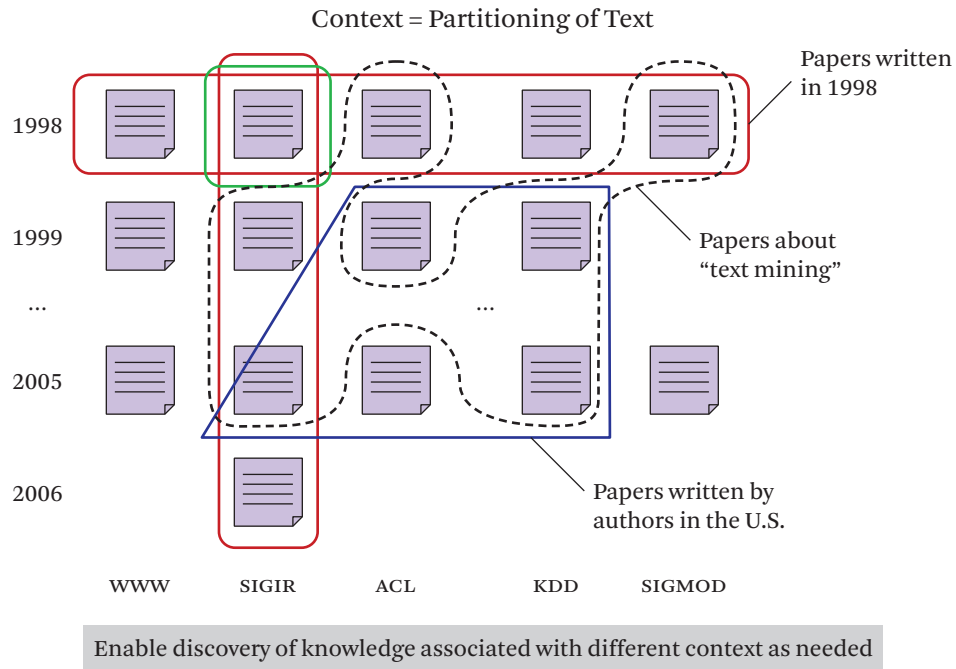 Context = Partitioning of Text
Papers written
in 1998
1998
1999
Papers about
“text mining”
...
...
2005
2006
Papers written by
authors in the U.S.
WWW SIGIR ACL KDD SIGMOD
Enable discovery of knowledge associated with different context as needed